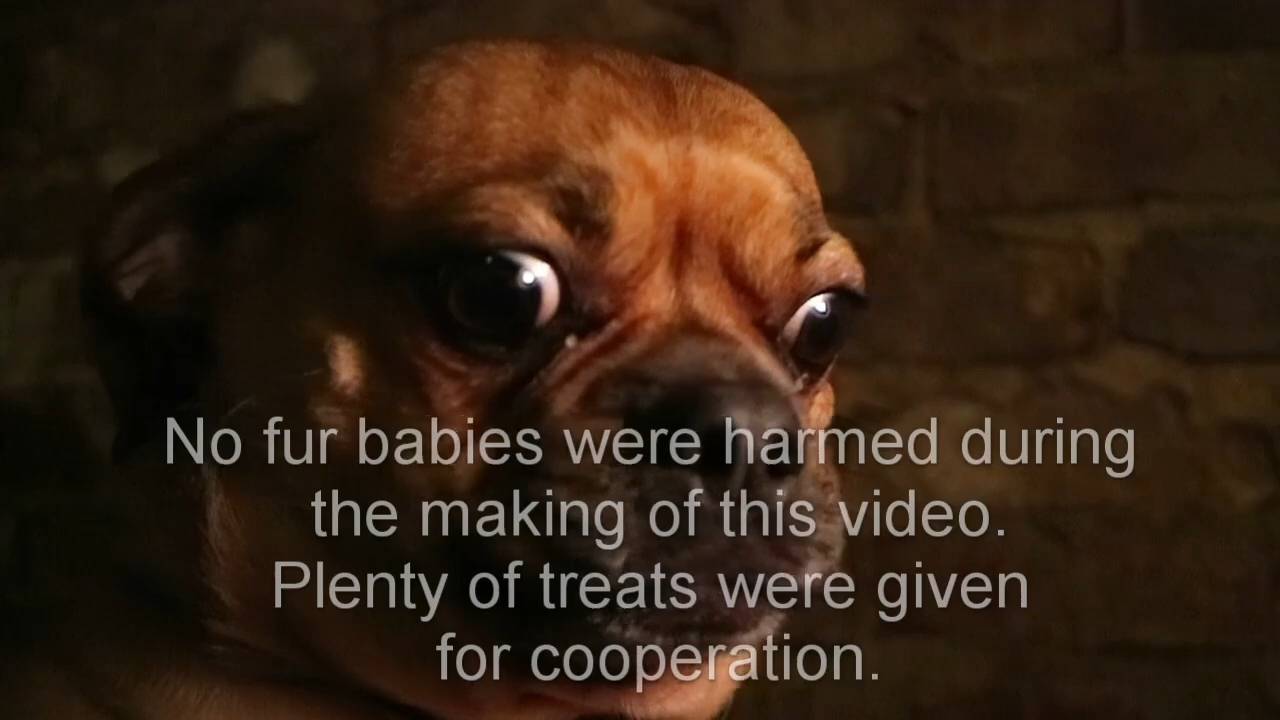 No fur babies were harmed during
the making of this video.
Plenty of treats were given
for cooperation.